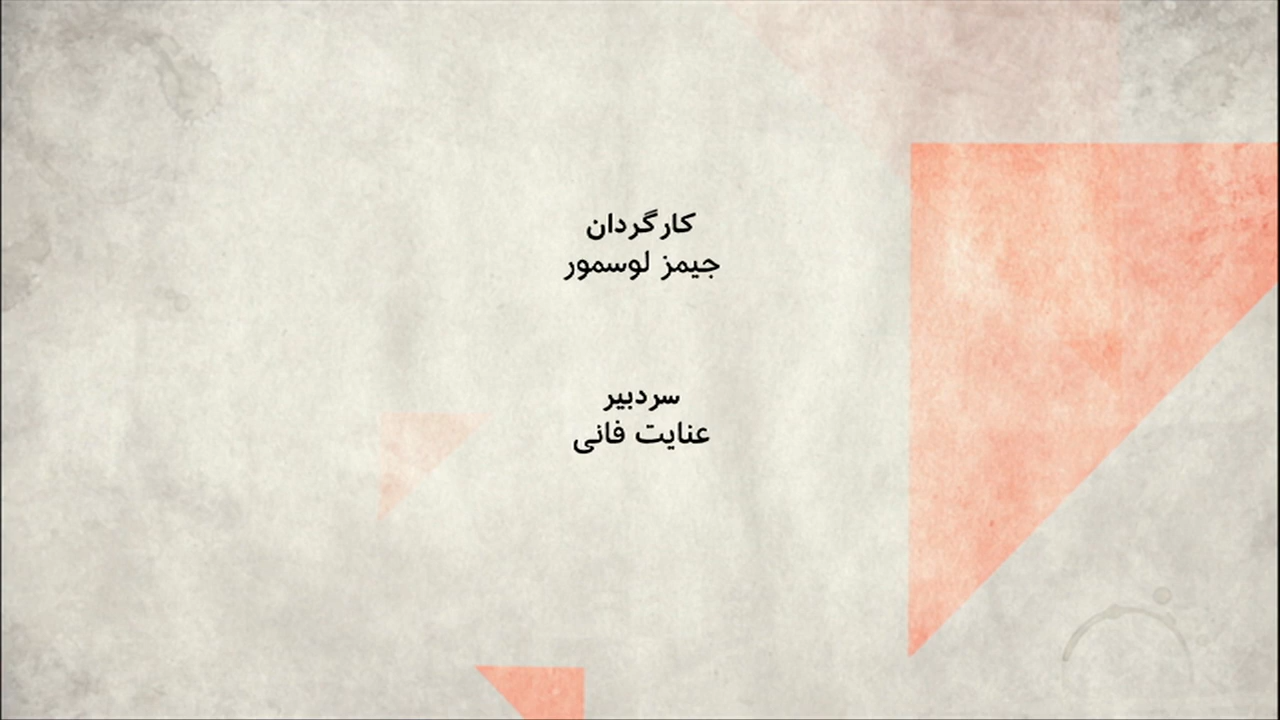 کارگردان
جیمز لوسمور
سردبیر
عنایت فانی